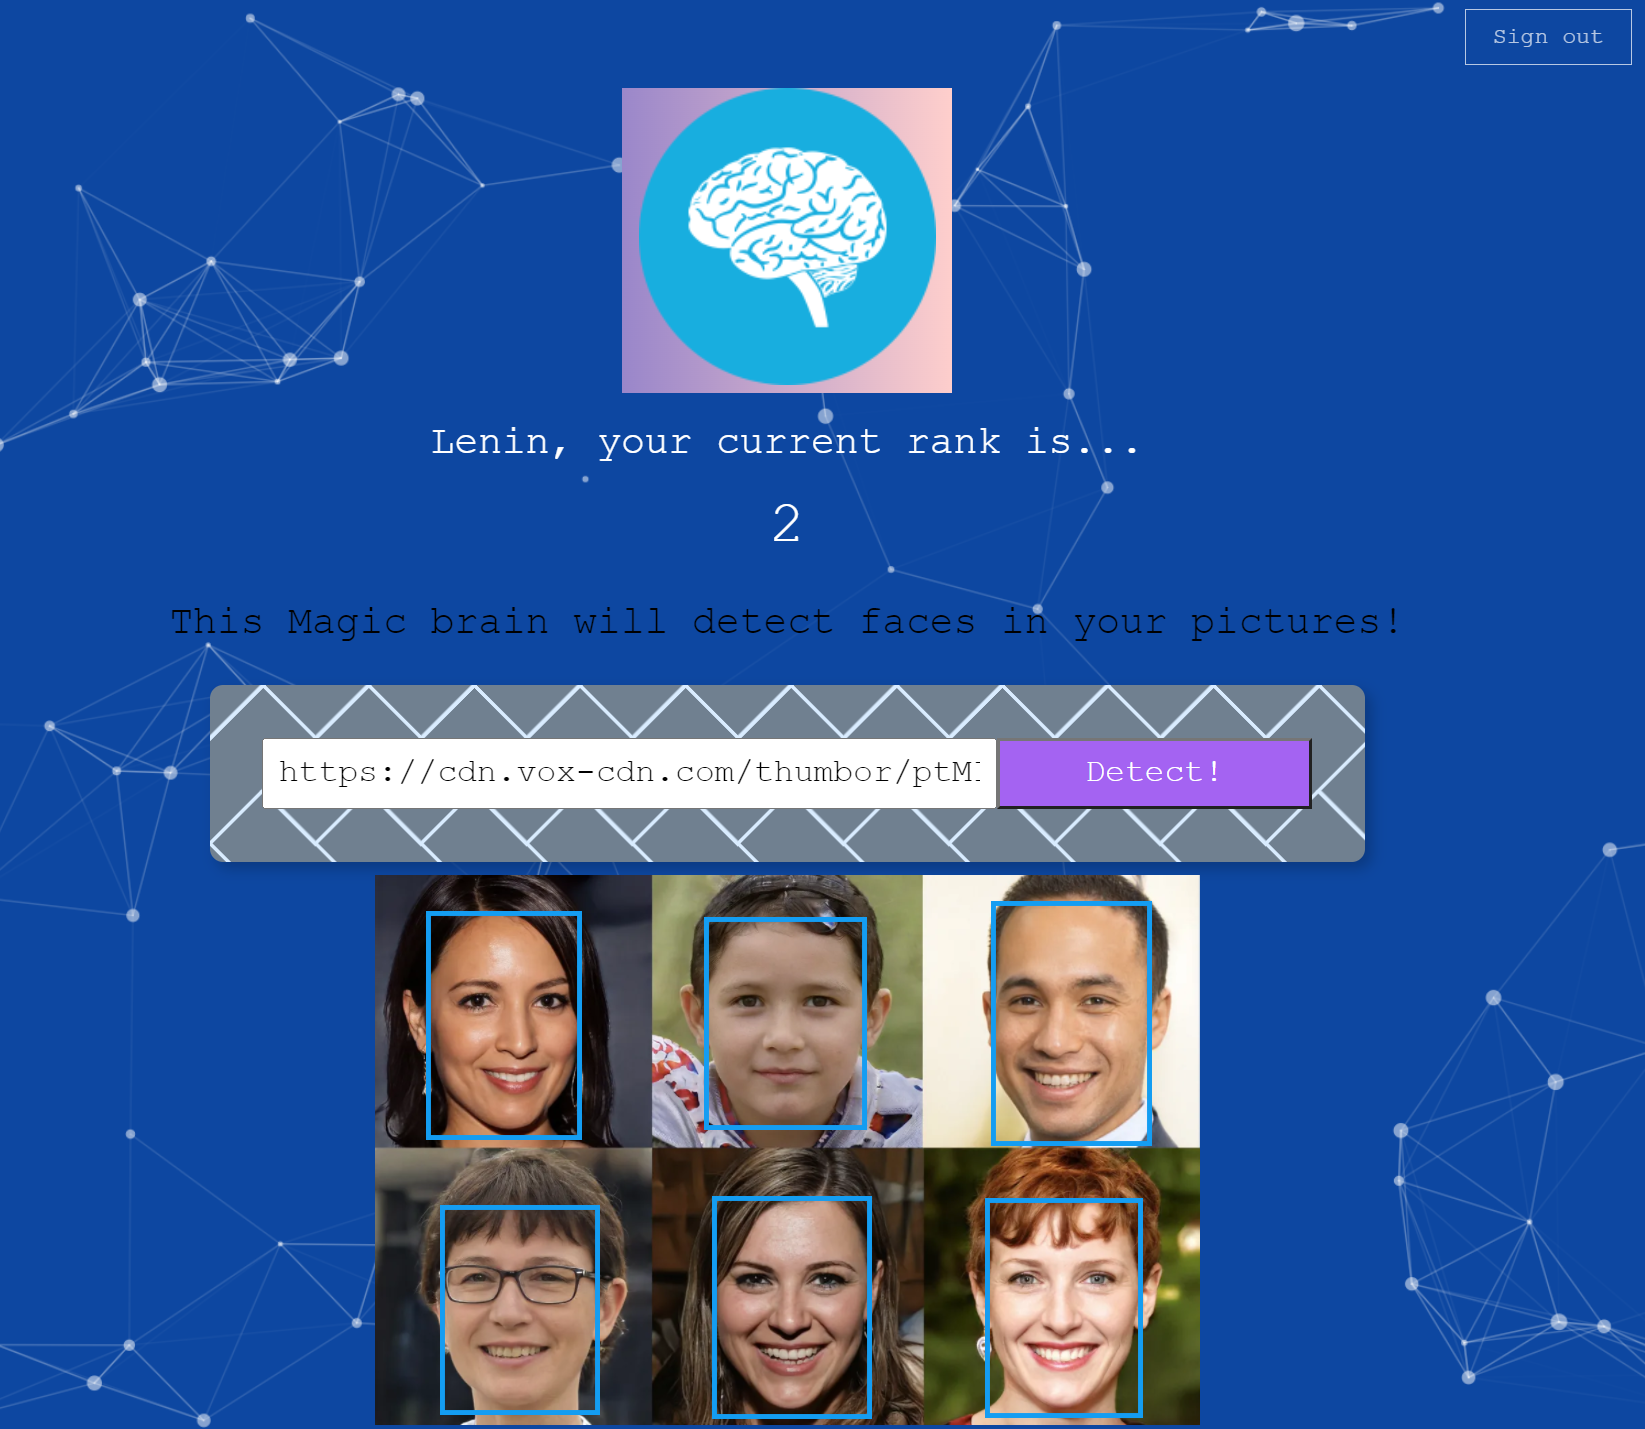 Sign out
Lenin, your current rank is...
2
This Magic brain will detect faces in your pictures!
https://cdn.vox-cdn.com/thumbor/ptM
Detect!